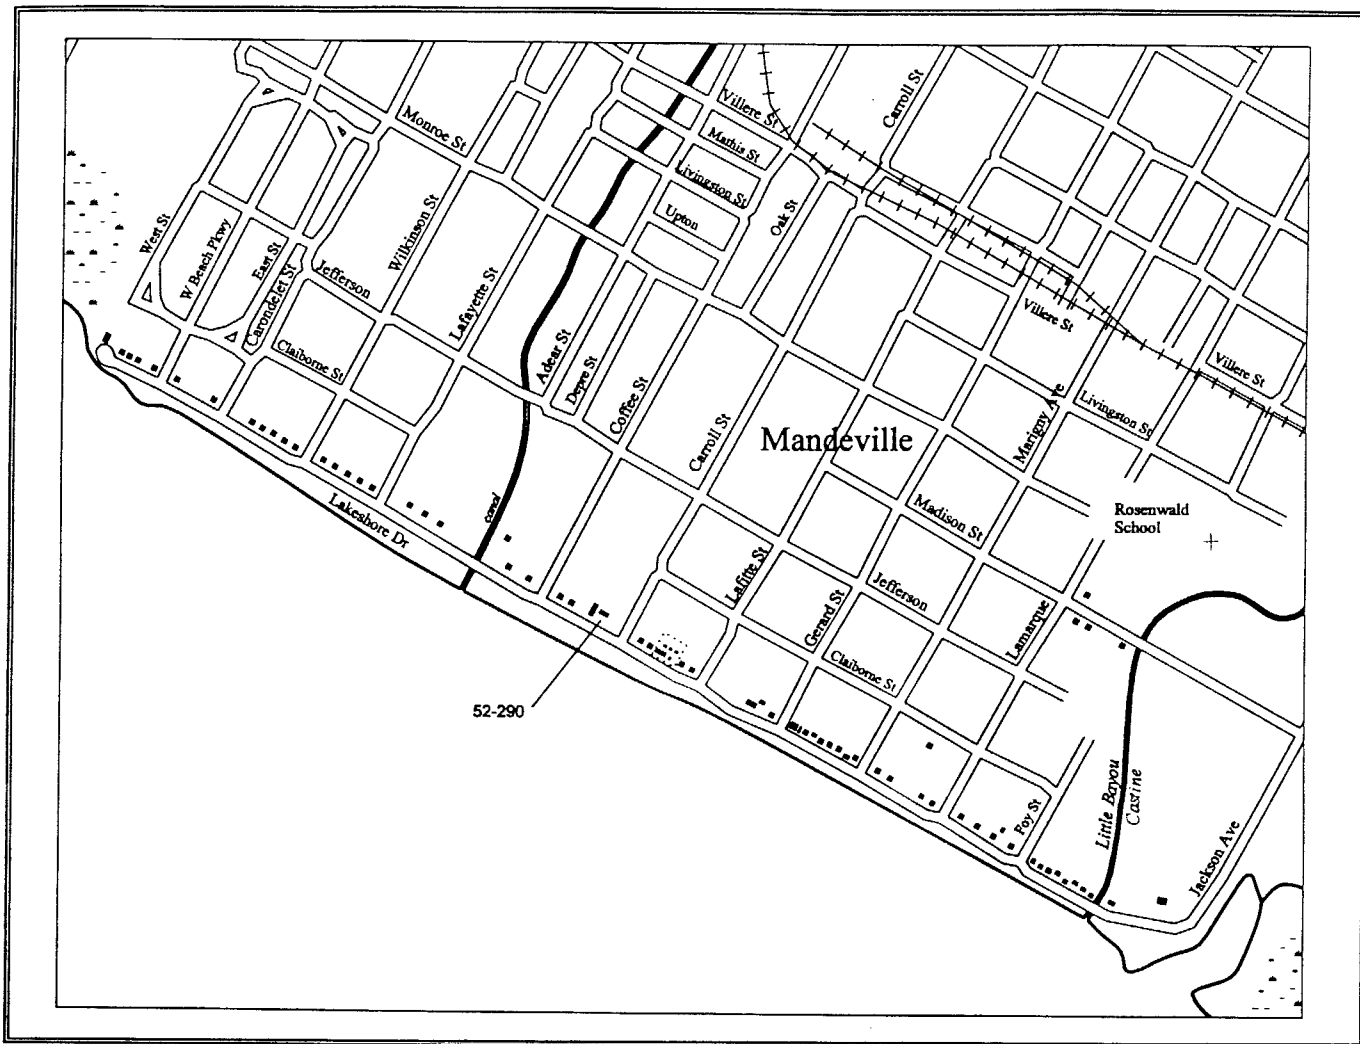 Villere St
Carroll St
Monroe St
Mathis St
Livingston St
Upton
Oak St
West St
W Beach Pkwy
East St
Carondelet St
Jefferson
Wilkinson St
Lafayette St
Claiborne St
Adear St
Depre St
Coffee St
Carroll St
Villere St
Villere St
Marigny Ave
Livingston St
Mandeville
Madison St
Rosenwald
School
canal
Lakeshore Dr
Lafitte St
Jefferson
Gerard St
Lamarque
Claiborne St
52-290
Foy St
Little Bayou
Castine
Jackson Ave